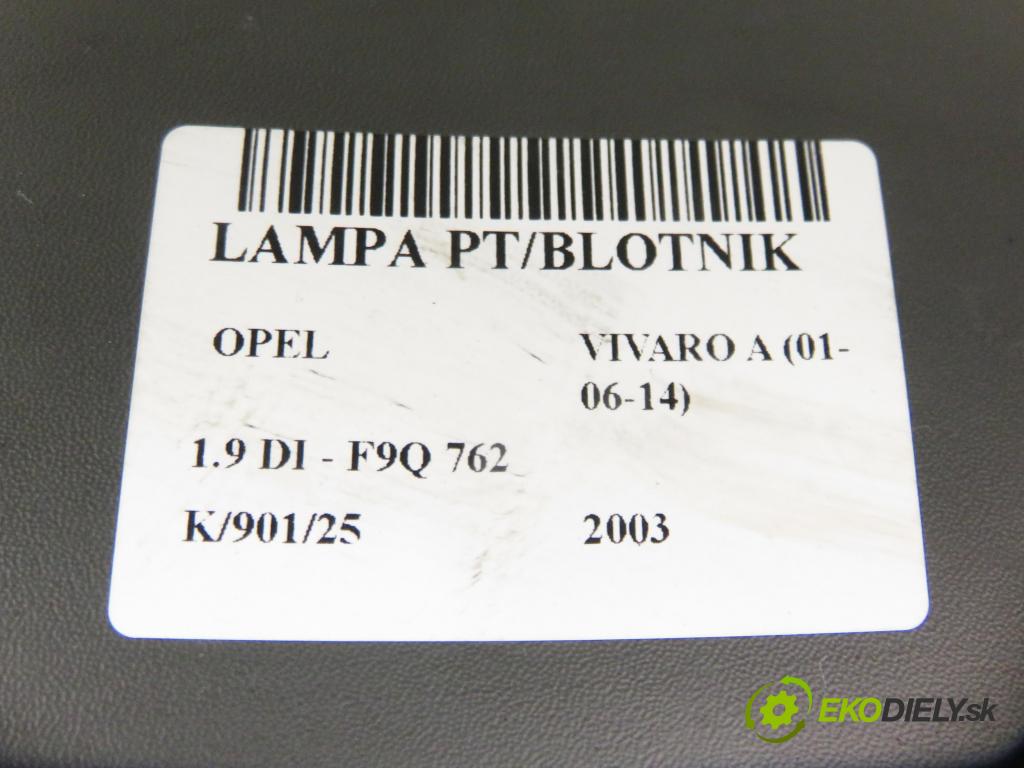 LAMPA PT/BLOTNIK
OPEL
VIVARO A (01-
06-14)
1.9 DI - F9Q 762
K/901/25
2003
EKODIELY.sk